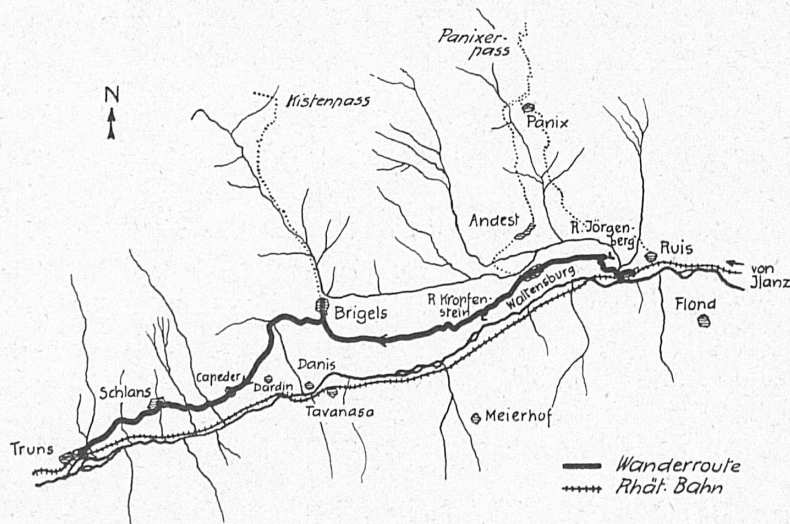 Panixer-
pass
N
Kistenpass
Panix
Andest
R. Jörgen-
berg
Ruis
von
Jlanz
Waltensburg
R Kropfen-
stein
Brigels
Flond
Danis
Capeder
Dardin
Schlans
Tavanasa
Meierhof
Truns
Wanderroute
Rhät. Bahn